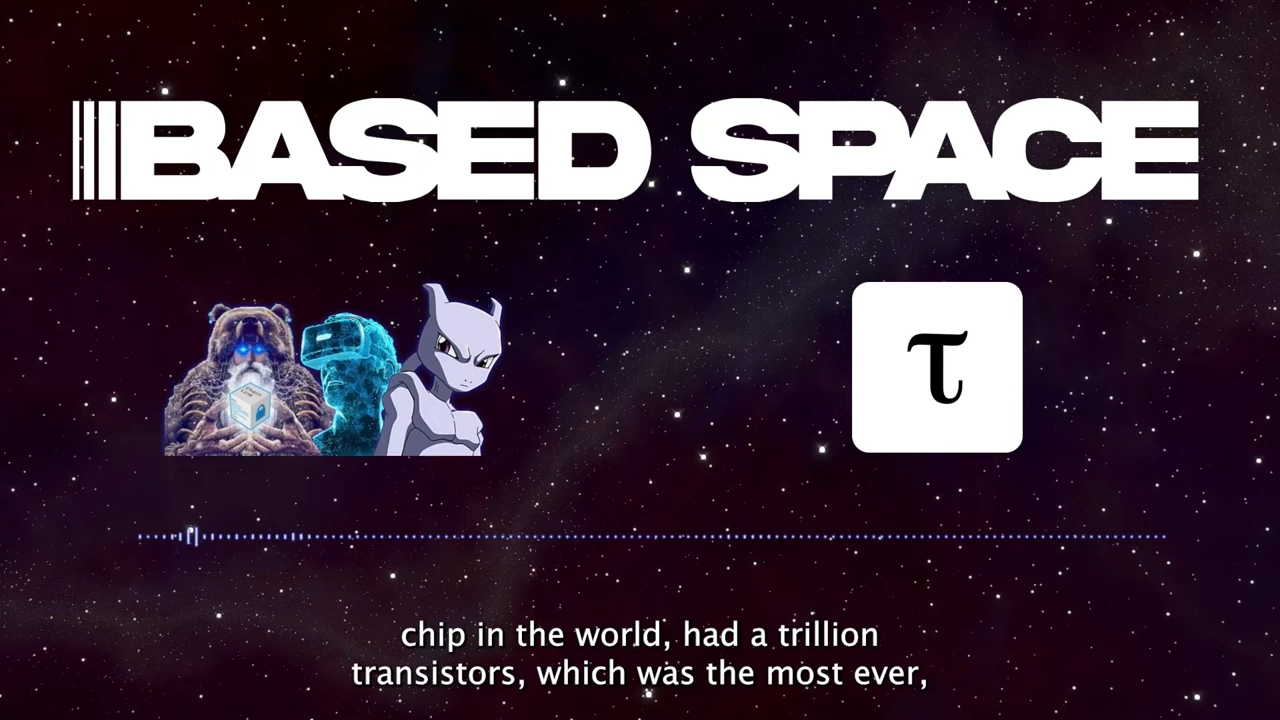 BASED SPACE
τ
chip in the world, had a trillion
transistors, which was the most ever,